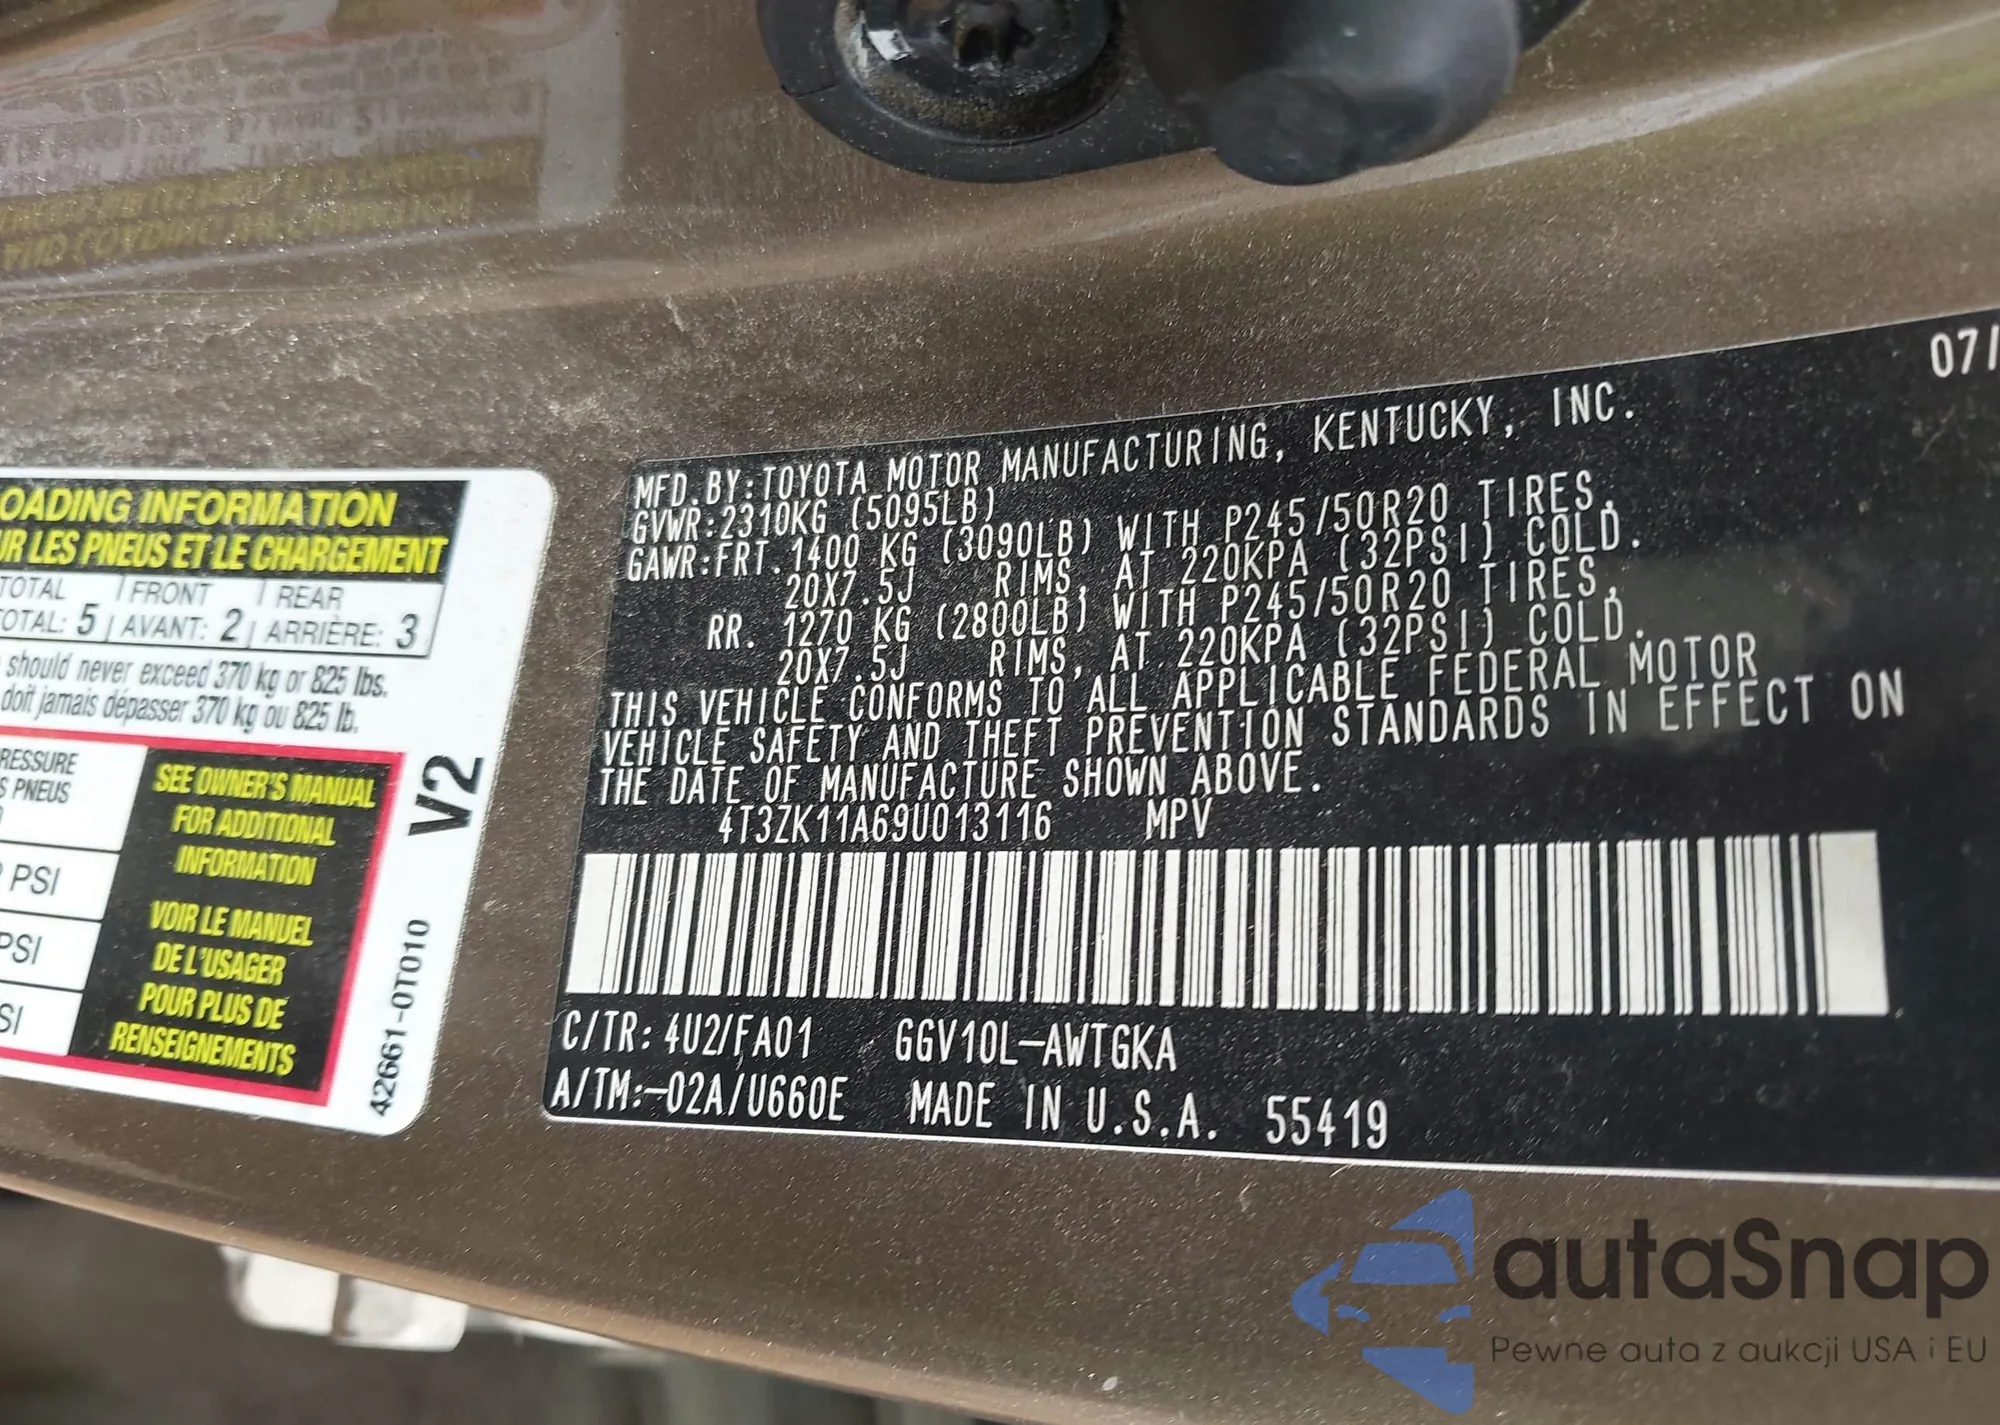 07/
MFD.BY:TOYOTA MOTOR MANUFACTURING, KENTUCKY, INC.
GVWR:2310KG (5095LB)
GAWR:FRT. 1400 KG (3090LB) WITH P245/50R20 TIRES,
20X7.5J RIMS, AT 220KPA (32PSI) COLD.
RR. 1270 KG (2800LB) WITH P245/50R20 TIRES,
20X7.5J RIMS, AT 220KPA (32PSI) COLD.
THIS VEHICLE CONFORMS TO ALL APPLICABLE FEDERAL MOTOR
VEHICLE SAFETY AND THEFT PREVENTION STANDARDS IN EFFECT ON
THE DATE OF MANUFACTURE SHOWN ABOVE.
4T3ZK11A69U013116 MPV
C/TR: 4U2/FA01 GGV10L-AWTGKA
A/TM:-02A/U660E MADE IN U.S.A. 55419
OADING INFORMATION
UR LES PNEUS ET LE CHARGEMENT
TOTAL FRONT REAR
TOTAL: 5 AVANT: 2 ARRIÈRE: 3
should never exceed 370 kg or 825 lbs.
doit jamais dépasser 370 kg ou 825 lb.
RESSURE
S PNEUS
PSI
PSI
SI
SEE OWNER'S MANUAL
FOR ADDITIONAL
INFORMATION
VOIR LE MANUEL
DE L'USAGER
POUR PLUS DE
RENSEIGNEMENTS
V2
42661-0T010
autaSnap
Pewne auta z aukcji USA i EU